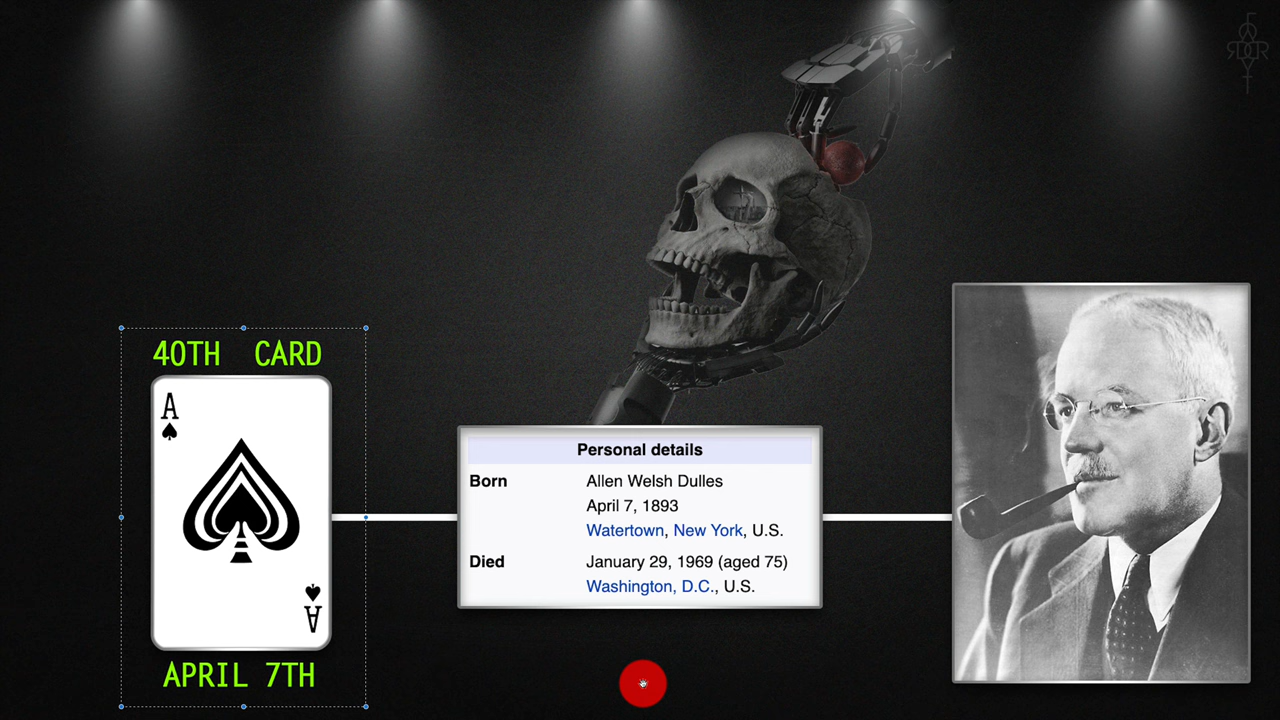 40TH CARD
A
A
APRIL 7TH
Personal details
Born Allen Welsh Dulles
April 7, 1893
Watertown, New York, U.S.
Died January 29, 1969 (aged 75)
Washington, D.C., U.S.